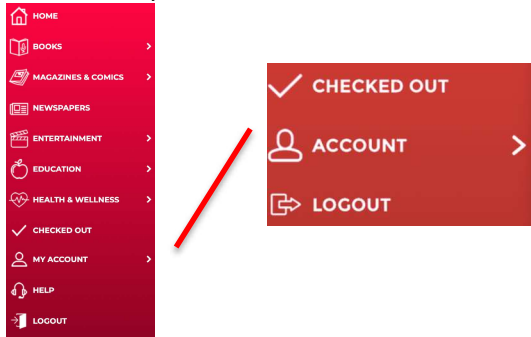 HOME
BOOKS
MAGAZINES & COMICS
NEWSPAPERS
ENTERTAINMENT
EDUCATION
HEALTH & WELLNESS
CHECKED OUT
MY ACCOUNT
HELP
LOGOUT
CHECKED OUT
ACCOUNT
LOGOUT